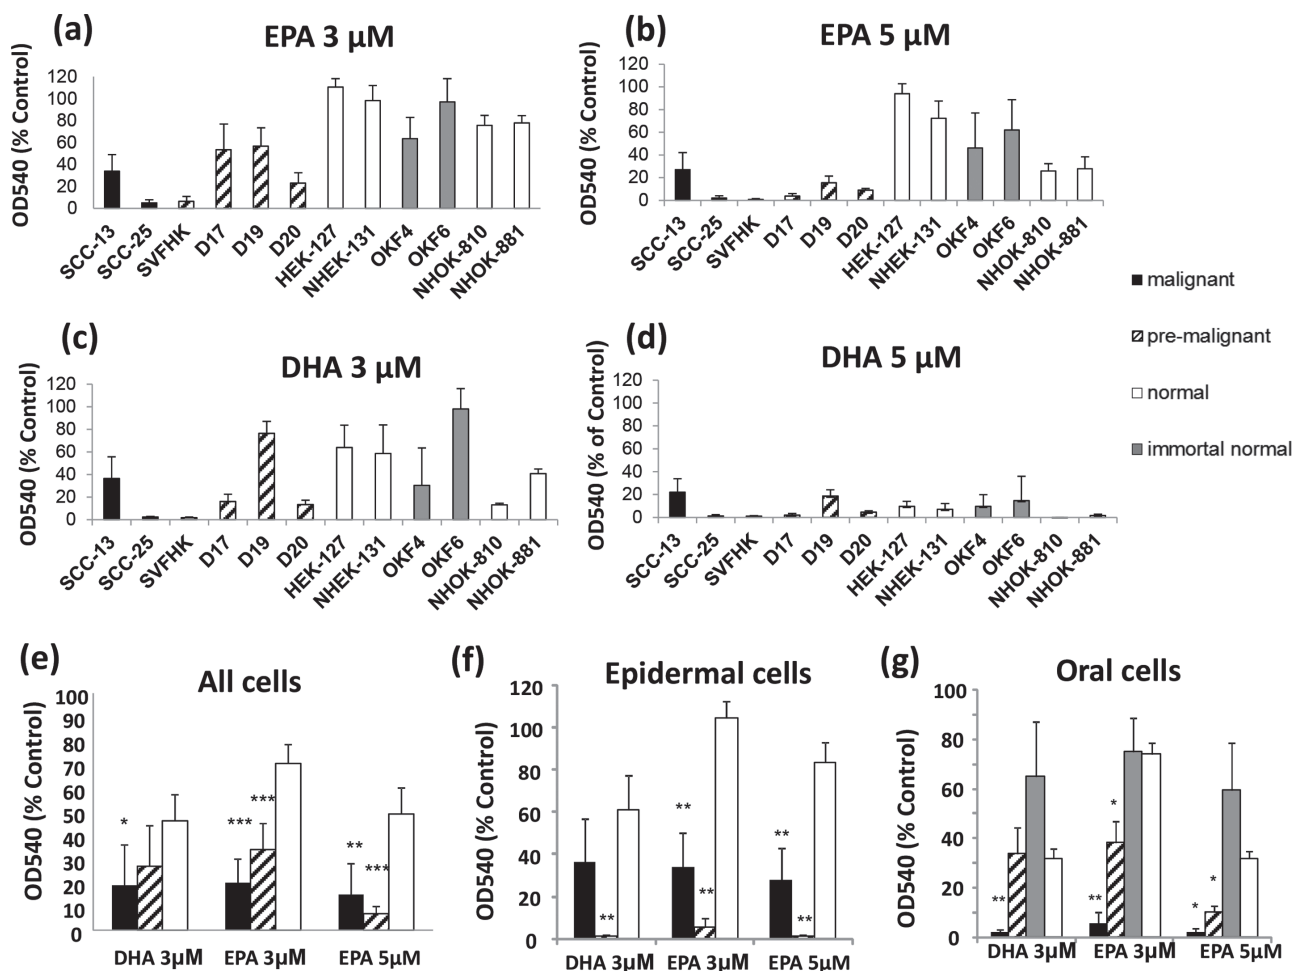 (a)
EPA 3 µM
OD540 (% Control)
120
100
80
60
40
20
0
SCC-13
SCC-25
SVFHK
D17
D19
D20
HEK-127
NHEK-131
OKF4
OKF6
NHOK-810
NHOK-881
(b)
EPA 5 µM
OD540 (% Control)
120
100
80
60
40
20
0
SCC-13
SCC-25
SVFHK
D17
D19
D20
HEK-127
NHEK-131
OKF4
OKF6
NHOK-810
NHOK-881
malignant
pre-malignant
normal
immortal normal
(c)
DHA 3 µM
OD540 (% Control)
120
100
80
60
40
20
0
SCC-13
SCC-25
SVFHK
D17
D19
D20
HEK-127
NHEK-131
OKF4
OKF6
NHOK-810
NHOK-881
(d)
DHA 5 µM
OD540 (% of Control)
120
100
80
60
40
20
0
SCC-13
SCC-25
SVFHK
D17
D19
D20
HEK-127
NHEK-131
OKF4
OKF6
NHOK-810
NHOK-881
(e)
All cells
OD540 (% Control)
100
90
80
70
60
50
40
30
20
10
0
*
***
***
**
***
DHA 3µM
EPA 3µM
EPA 5µM
(f)
Epidermal cells
OD540 (% Control)
120
100
80
60
40
20
0
**
**
**
**
**
DHA 3µM
EPA 3µM
EPA 5µM
(g)
Oral cells
OD540 (% Control)
100
80
60
40
20
0
**
**
*
*
*
DHA 3µM
EPA 3µM
EPA 5µM